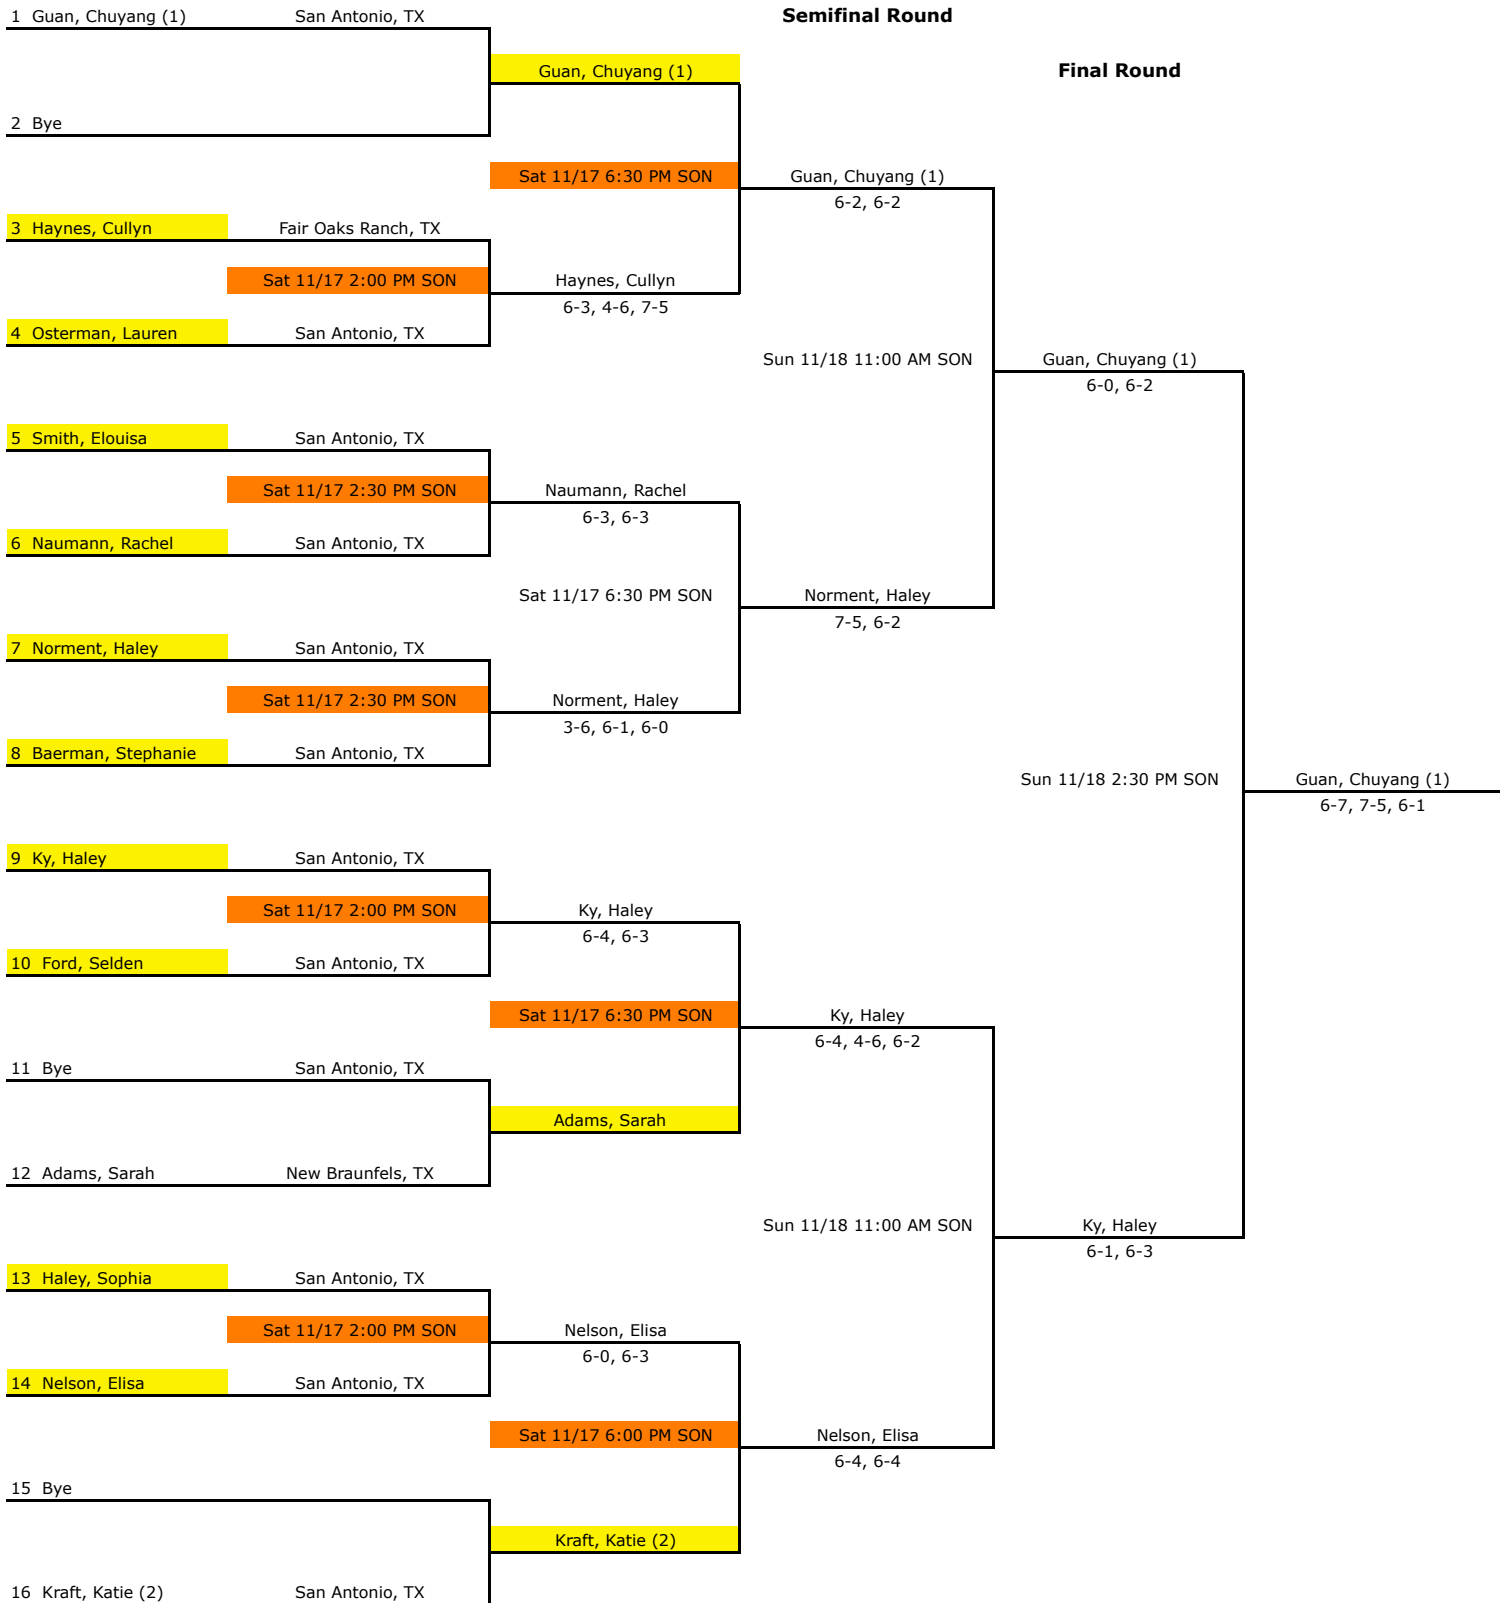 1 Guan, Chuyang (1) San Antonio, TX Semifinal Round
Guan, Chuyang (1) Final Round
2 Bye
Sat 11/17 6:30 PM SON Guan, Chuyang (1)
6-2, 6-2
3 Haynes, Cullyn Fair Oaks Ranch, TX
Sat 11/17 2:00 PM SON Haynes, Cullyn
6-3, 4-6, 7-5
4 Osterman, Lauren San Antonio, TX
Sun 11/18 11:00 AM SON Guan, Chuyang (1)
6-0, 6-2
5 Smith, Elouisa San Antonio, TX
Sat 11/17 2:30 PM SON Naumann, Rachel
6-3, 6-3
6 Naumann, Rachel San Antonio, TX
Sat 11/17 6:30 PM SON Norment, Haley
7-5, 6-2
7 Norment, Haley San Antonio, TX
Sat 11/17 2:30 PM SON Norment, Haley
3-6, 6-1, 6-0
8 Baerman, Stephanie San Antonio, TX
Sun 11/18 2:30 PM SON Guan, Chuyang (1)
6-7, 7-5, 6-1
9 Ky, Haley San Antonio, TX
Sat 11/17 2:00 PM SON Ky, Haley
6-4, 6-3
10 Ford, Selden San Antonio, TX
Sat 11/17 6:30 PM SON Ky, Haley
6-4, 4-6, 6-2
11 Bye San Antonio, TX
Adams, Sarah
12 Adams, Sarah New Braunfels, TX
Sun 11/18 11:00 AM SON Ky, Haley
6-1, 6-3
13 Haley, Sophia San Antonio, TX
Sat 11/17 2:00 PM SON Nelson, Elisa
6-0, 6-3
14 Nelson, Elisa San Antonio, TX
Sat 11/17 6:00 PM SON Nelson, Elisa
6-4, 6-4
15 Bye
Kraft, Katie (2)
16 Kraft, Katie (2) San Antonio, TX